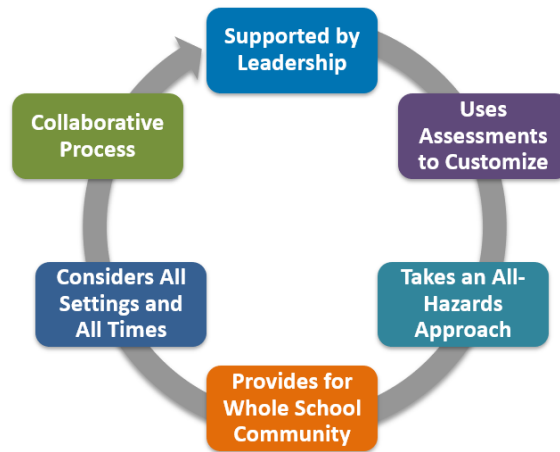 Supported by
Leadership
Uses
Assessments
to Customize
Takes an All-
Hazards
Approach
Provides for
Whole School
Community
Considers All
Settings and
All Times
Collaborative
Process